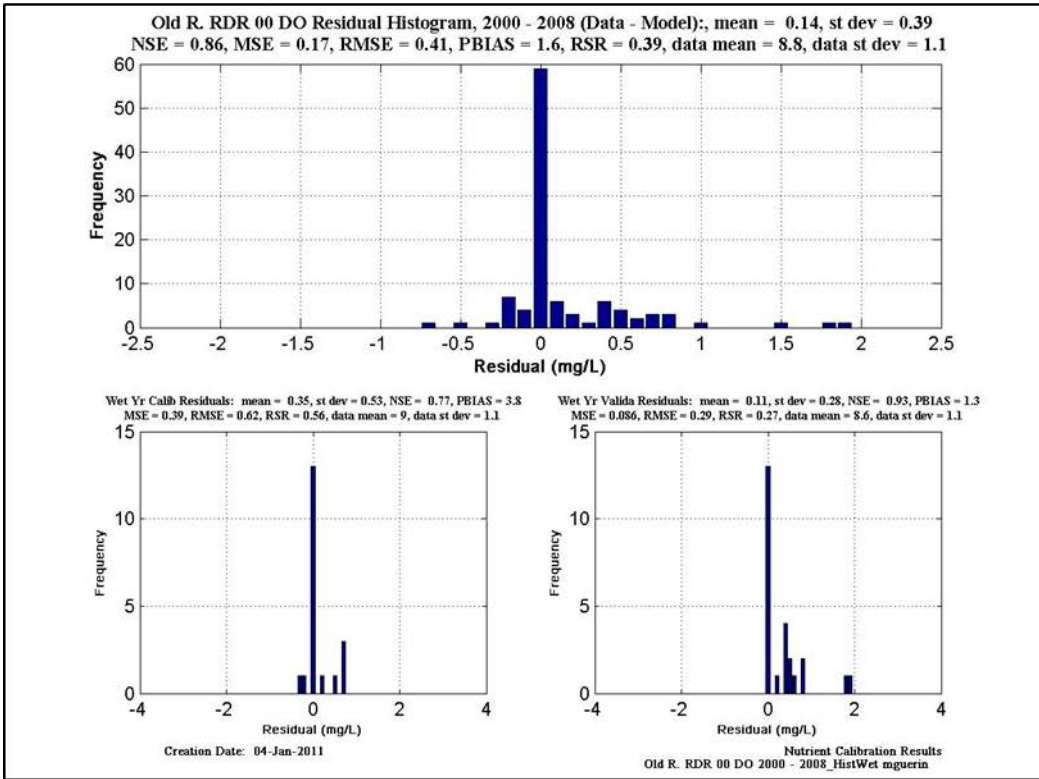 Old R. RDR 00 DO Residual Histogram, 2000 - 2008 (Data - Model):, mean = 0.14, st dev = 0.39
NSE = 0.86, MSE = 0.17, RMSE = 0.41, PBIAS = 1.6, RSR = 0.39, data mean = 8.8, data st dev = 1.1
60
50
40
30
20
10
0
Frequency
-2.5 -2 -1.5 -1 -0.5 0 0.5 1 1.5 2 2.5
Residual (mg/L)
Wet Yr Calib Residuals: mean = 0.35, st dev = 0.53, NSE = 0.77, PBIAS = 3.8
MSE = 0.39, RMSE = 0.62, RSR = 0.56, data mean = 9, data st dev = 1.1
15
10
5
0
Frequency
-4 -2 0 2 4
Residual (mg/L)
Wet Yr Valida Residuals: mean = 0.11, st dev = 0.28, NSE = 0.93, PBIAS = 1.3
MSE = 0.086, RMSE = 0.29, RSR = 0.27, data mean = 8.6, data st dev = 1.1
15
10
5
0
Frequency
-4 -2 0 2 4
Residual (mg/L)
Creation Date: 04-Jan-2011
Nutrient Calibration Results
Old R. RDR 00 DO 2000 - 2008_HistWet mguerin